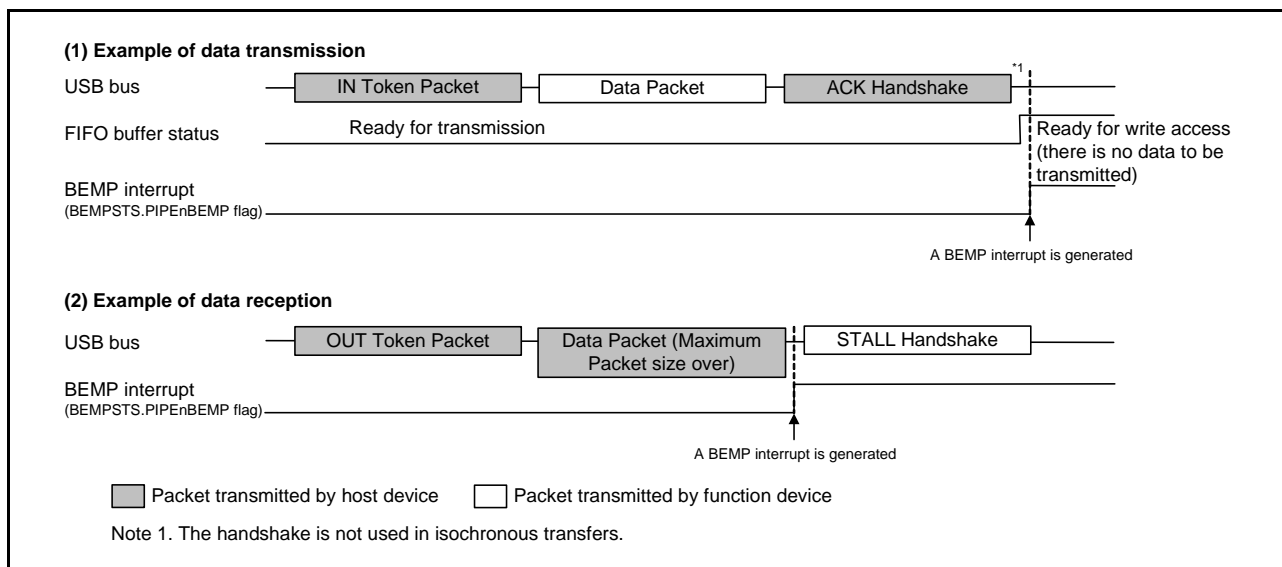 (1) Example of data transmission
USB bus
IN Token Packet
Data Packet
ACK Handshake
*1
FIFO buffer status
Ready for transmission
Ready for write access
(there is no data to be
transmitted)
BEMP interrupt
(BEMPSTS.PIPEnBEMP flag)
A BEMP interrupt is generated
(2) Example of data reception
USB bus
OUT Token Packet
Data Packet (Maximum
Packet size over)
STALL Handshake
BEMP interrupt
(BEMPSTS.PIPEnBEMP flag)
A BEMP interrupt is generated
Packet transmitted by host device
Packet transmitted by function device
Note 1. The handshake is not used in isochronous transfers.